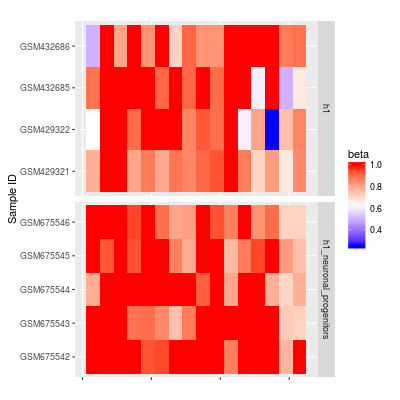 GSM432686
GSM432685
GSM429322
GSM429321
h1
GSM675546
GSM675545
GSM675544
GSM675543
GSM675542
h1_neuronal_progenitors
Sample ID
beta
1.0
0.8
0.6
0.4